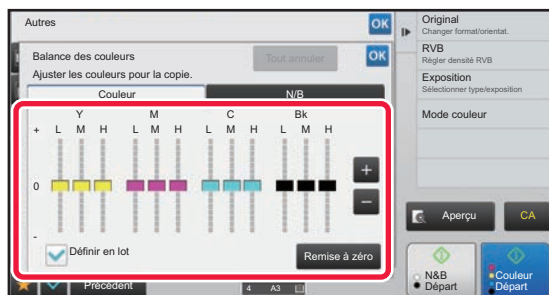 Autres
OK
Balance des couleurs
Tout annuler
OK
Ajuster les couleurs pour la copie.
Couleur
N/B
Y M C Bk
+ L M H L M H L M H L M H
+
0
−
-
Définir en lot
Remise à zéro
Précédent
4 A3
Original
Changer format/orientat.
RVB
Régler densité RVB
Exposition
Sélectionner type/exposition
Mode couleur
Aperçu
CA
N&B
Départ
Couleur
Départ